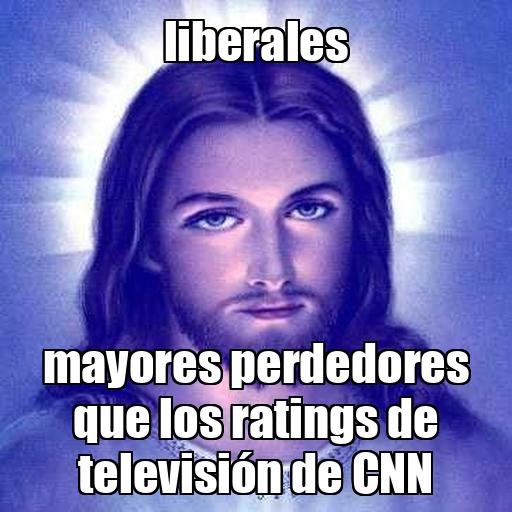 liberales
mayores perdedores
que los ratings de
televisión de CNN